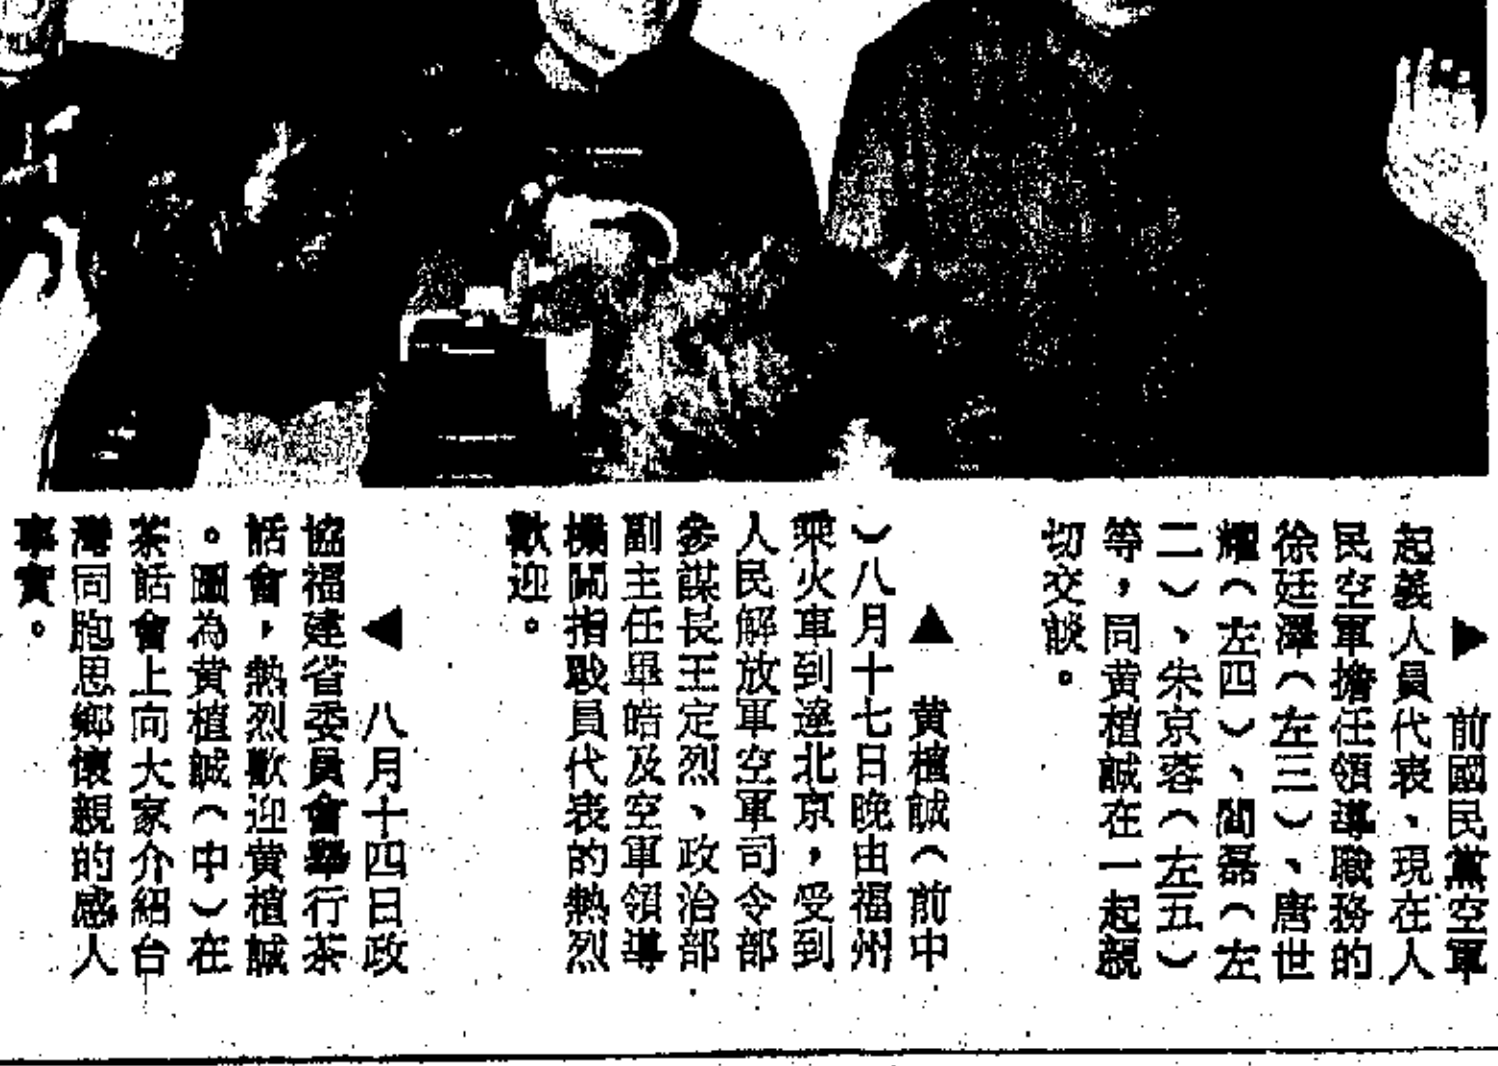 ▶ 前國民黨空軍
起義人員代表、現在人
民空軍擔任領導職務的
徐廷澤（左三）、唐世
耀（左四）、閻磊（左
二）、朱京蓉（左五）
等，同黄植誠在一起親
切交談。
▲ 黄植誠（前中
）八月十七日晚由福州
乘火車到達北京，受到
人民解放軍空軍司令部
參謀長王定烈、政治部
副主任畢皓及空軍領導
機關指戰員代表的熱烈
歡迎。
◀ 八月十四日政
協福建省委員會舉行茶
話會，熱烈歡迎黄植誠
。圖為黄植誠（中）在
茶話會上向大家介紹台
灣同胞思鄉懷親的感人
事實。